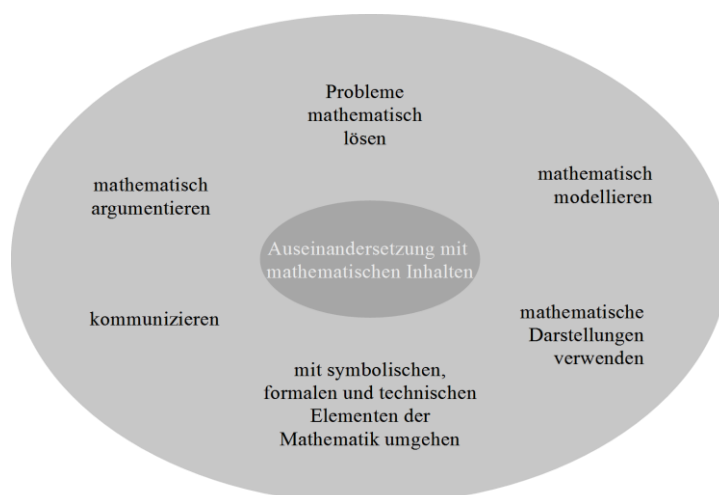 Probleme
mathematisch
lösen
mathematisch
argumentieren
mathematisch
modellieren
Auseinandersetzung mit
mathematischen Inhalten
kommunizieren
mathematische
Darstellungen
verwenden
mit symbolischen,
formalen und technischen
Elementen der
Mathematik umgehen